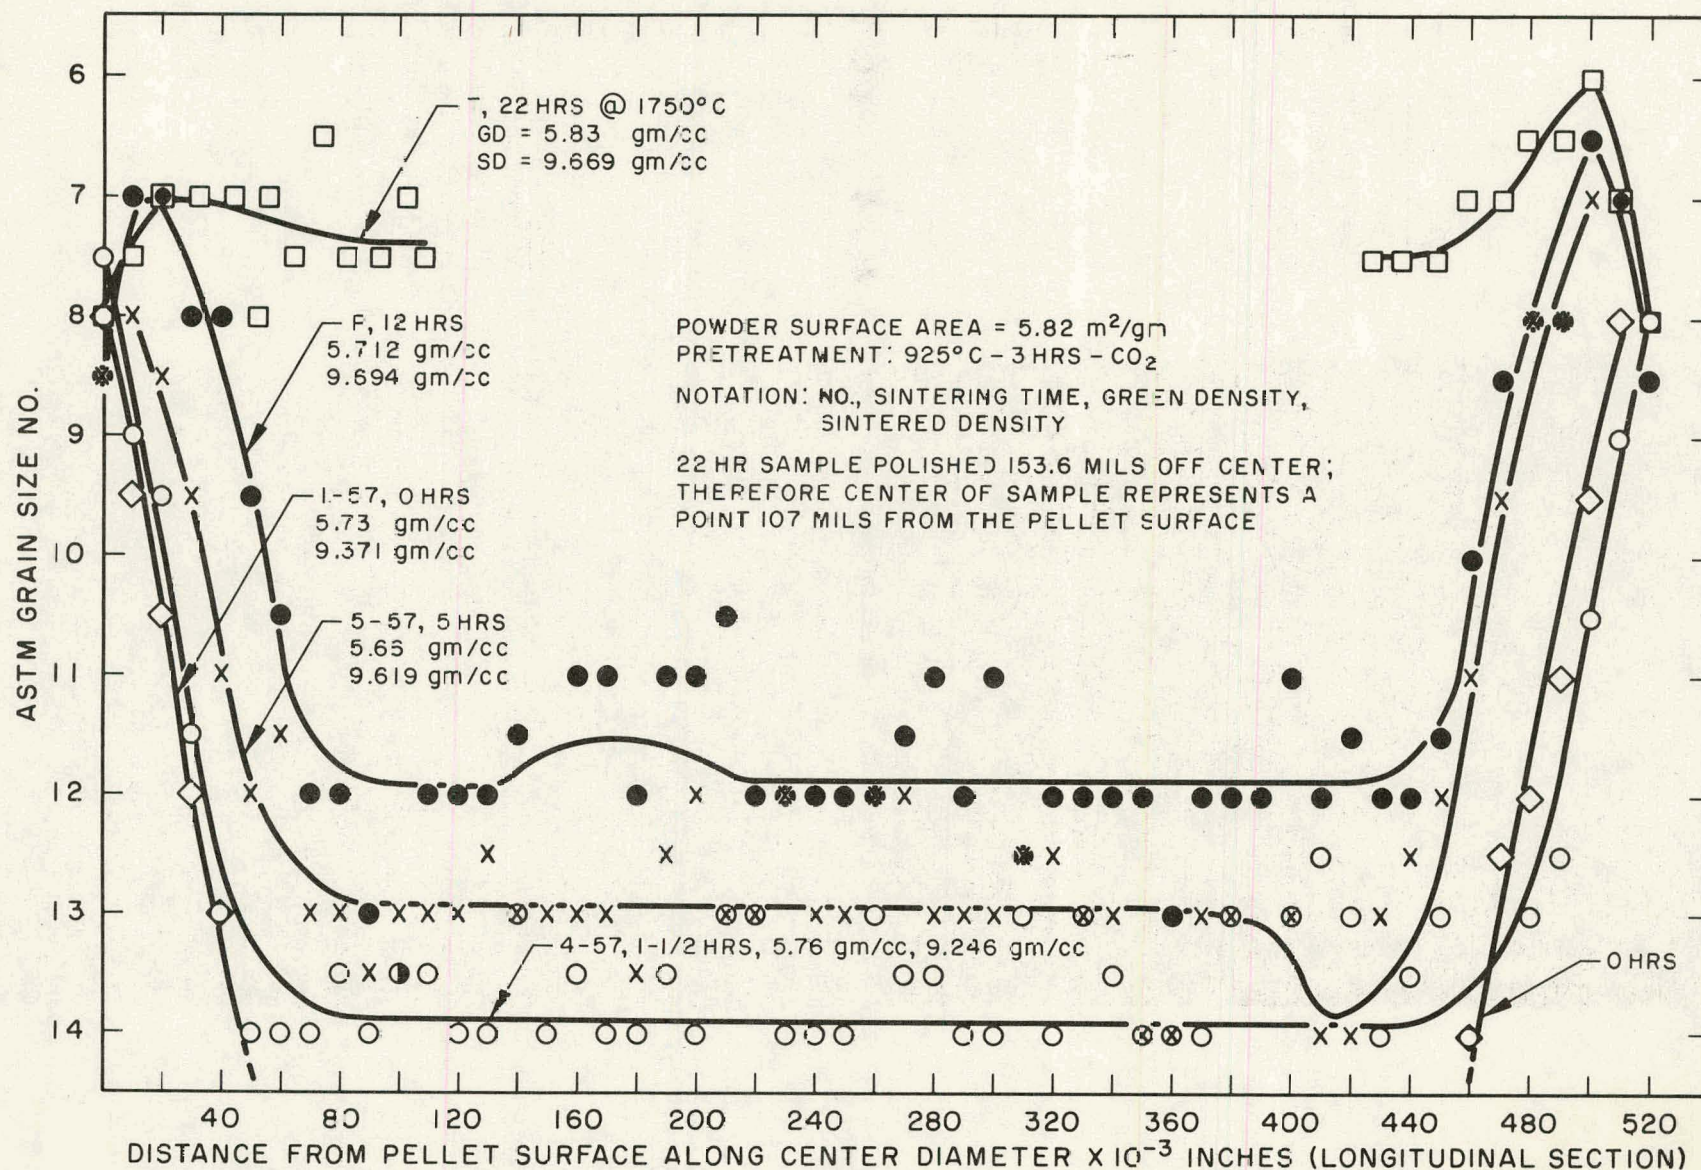 6
7
8
9
10
11
12
13
14
ASTM GRAIN SIZE NO.
, 22 HRS @ 1750°C
GD = 5.83 gm/cc
SD = 9.669 gm/cc
12 HRS
5.712 gm/cc
9.694 gm/cc
1-57, 0 HRS
5.73 gm/cc
9.371 gm/cc
5-57, 5 HRS
gm/cc
9.619 gm/cc
POWDER SURFACE AREA = 5.82 m²/gm
PRETREATMENT: 925°C - 3 HRS - CO₂
NOTATION: NO., SINTERING TIME, GREEN DENSITY,
SINTERED DENSITY
22 HR SAMPLE POLISHED 153.6 MILS OFF CENTER;
THEREFORE CENTER OF SAMPLE REPRESENTS A
POINT 107 MILS FROM THE PELLET SURFACE
4-57, 1-1/2 HRS, 5.76 gm/cc, 9.246 gm/cc
0 HRS
40 80 120 160 200 240 280 320 360 400 440 480 520
DISTANCE FROM PELLET SURFACE ALONG CENTER DIAMETER X 10⁻³ INCHES (LONGITUDINAL SECTION)